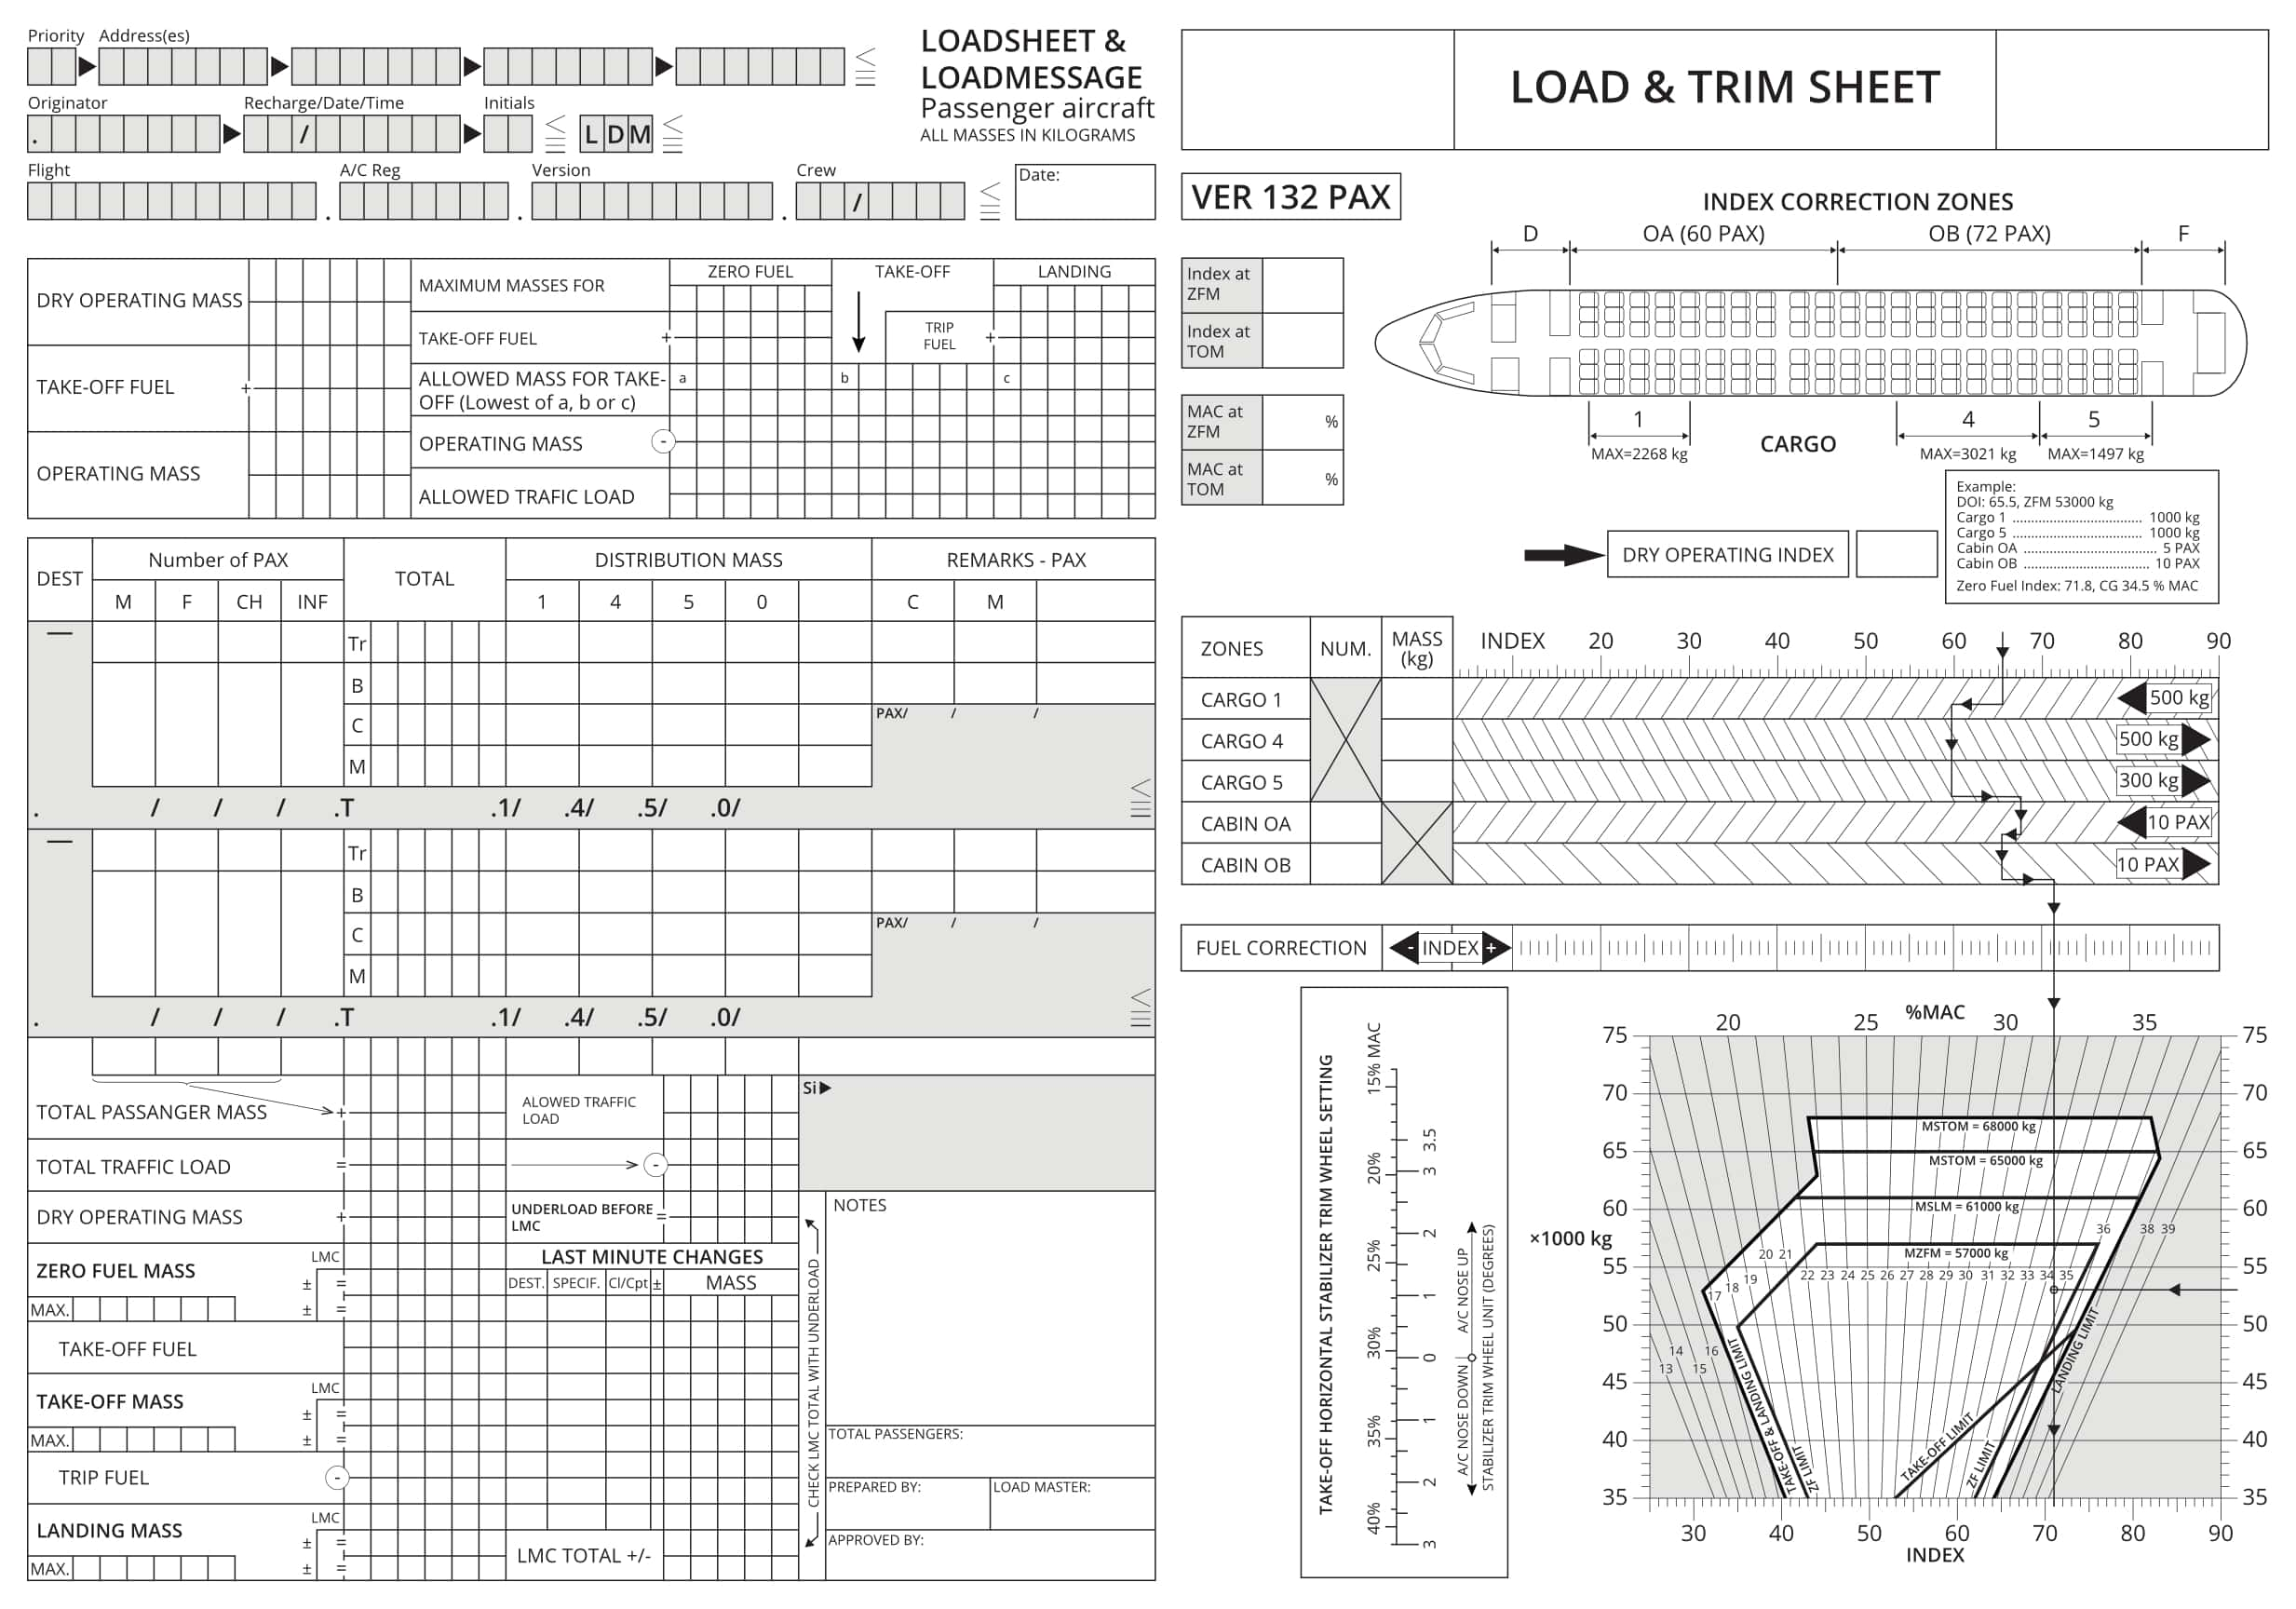 Priority Address(es)
Originator Recharge/Date/Time Initials
. / L D M
Flight A/C Reg Version Crew
. . . /
Date:
LOADSHEET &
LOADMESSAGE
Passenger aircraft
ALL MASSES IN KILOGRAMS
DRY OPERATING MASS
TAKE-OFF FUEL +
OPERATING MASS
MAXIMUM MASSES FOR
ZERO FUEL TAKE-OFF LANDING
TAKE-OFF FUEL + TRIP
FUEL +
ALLOWED MASS FOR TAKE-
OFF (Lowest of a, b or c)
a b c
OPERATING MASS -
ALLOWED TRAFIC LOAD
DEST Number of PAX TOTAL DISTRIBUTION MASS REMARKS - PAX
M F CH INF 1 4 5 0 C M
— Tr
B
C PAX/ / /
M
. / / / .T .1/ .4/ .5/ .0/
— Tr
B
C PAX/ / /
M
. / / / .T .1/ .4/ .5/ .0/
TOTAL PASSANGER MASS +
ALOWED TRAFFIC
LOAD
Si
TOTAL TRAFFIC LOAD = -
DRY OPERATING MASS +
UNDERLOAD BEFORE
LMC =
NOTES
ZERO FUEL MASS LMC
± =
MAX. ± =
LAST MINUTE CHANGES
DEST. SPECIF. Cl/Cpt ± MASS
TAKE-OFF FUEL
TAKE-OFF MASS LMC
± =
MAX. ± =
TRIP FUEL -
LANDING MASS LMC
± =
MAX. ± =
LMC TOTAL +/-
CHECK LMC TOTAL WITH UNDERLOAD
TOTAL PASSENGERS:
PREPARED BY: LOAD MASTER:
APPROVED BY:
LOAD & TRIM SHEET
VER 132 PAX
Index at
ZFM
Index at
TOM
MAC at
ZFM %
MAC at
TOM %
INDEX CORRECTION ZONES
D OA (60 PAX) OB (72 PAX) F
1 4 5
MAX=2268 kg CARGO MAX=3021 kg MAX=1497 kg
DRY OPERATING INDEX
Example:
DOI: 65.5, ZFM 53000 kg
Cargo 1 ................................ 1000 kg
Cargo 5 ................................ 1000 kg
Cabin OA ................................ 5 PAX
Cabin OB ............................... 10 PAX
Zero Fuel Index: 71.8, CG 34.5 % MAC
ZONES NUM. MASS
(kg)
INDEX 20 30 40 50 60 70 80 90
CARGO 1 500 kg
CARGO 4 500 kg
CARGO 5 300 kg
CABIN OA 10 PAX
CABIN OB 10 PAX
FUEL CORRECTION - INDEX +
TAKE-OFF HORIZONTAL STABILIZER TRIM WHEEL SETTING
15% MAC 20% 25% 30% 35% 40%
3.5 3 2 1 0 1 2 3
A/C NOSE DOWN A/C NOSE UP
STABILIZER TRIM WHEEL UNIT (DEGREES)
%MAC
20 25 30 35
75 75
70 70
MSTOM = 68000 kg
65 65
MSTOM = 65000 kg
60 60
MSLM = 61000 kg
36 38 39
×1000 kg
20 21 MZFM = 57000 kg
55 55
17 18 19 22 23 24 25 26 27 28 29 30 31 32 33 34 35
50 50
13 14 15 16
45 45
40 40
35 35
TAKE-OFF & LANDING LIMIT
ZF LIMIT
TAKE-OFF LIMIT
ZF LIMIT
LANDING LIMIT
30 40 50 60 70 80 90
INDEX